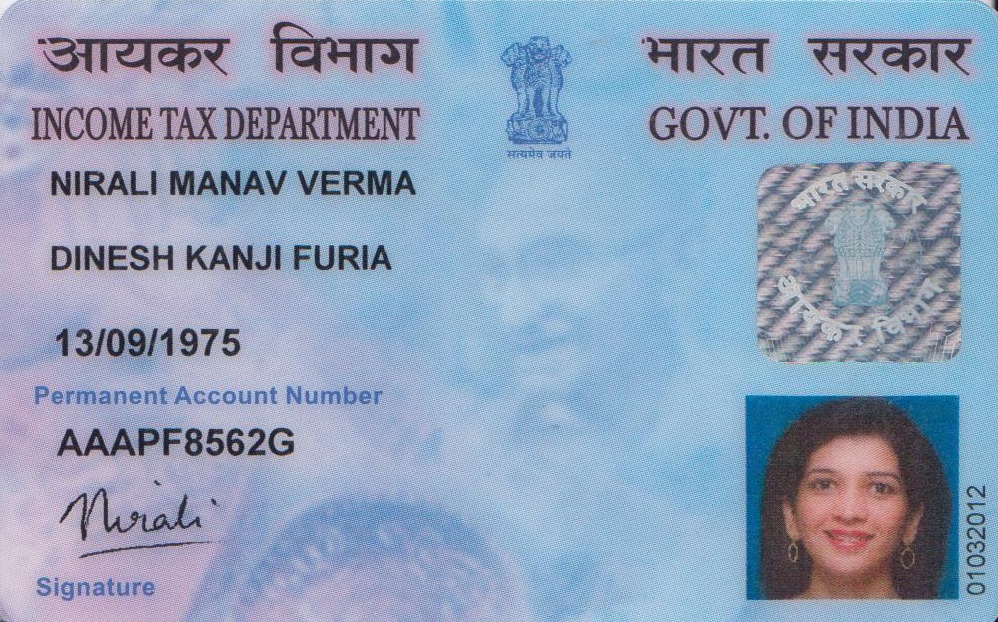 आयकर विभाग
INCOME TAX DEPARTMENT
भारत सरकार
GOVT. OF INDIA
सत्यमेव जयते
NIRALI MANAV VERMA
DINESH KANJI FURIA
13/09/1975
Permanent Account Number
AAAPF8562G
Nirali
Signature
भारत सरकार
आयकर विभाग
01032012